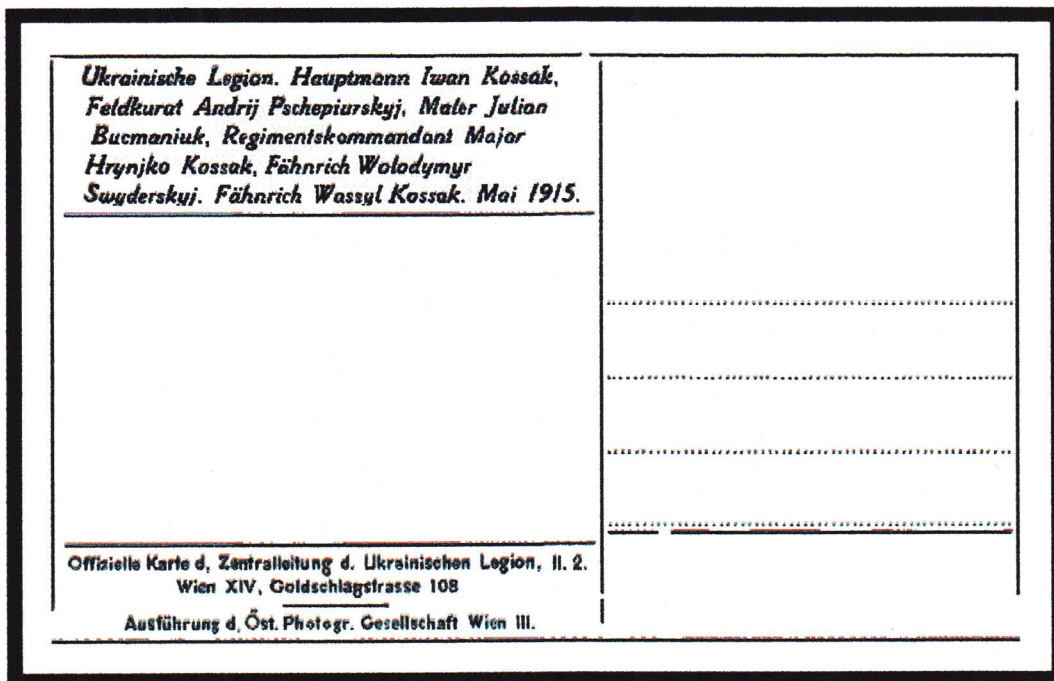 Ukrainische Legion. Hauptmann Iwan Kossak,
Feldkurat Andrij Pschepiurskyj, Maler Julian
Bucmaniuk, Regimentskommandant Major
Hrynjko Kossak, Fähnrich Wolodymyr
Swyderskyj. Fähnrich Wassyl Kossak. Mai 1915.
Offizielle Karte d, Zentralleitung d. Ukrainischen Legion, II. 2.
Wien XIV, Goldschlagstrasse 108
Ausführung d, Öst. Photogr. Gesellschaft Wien III.